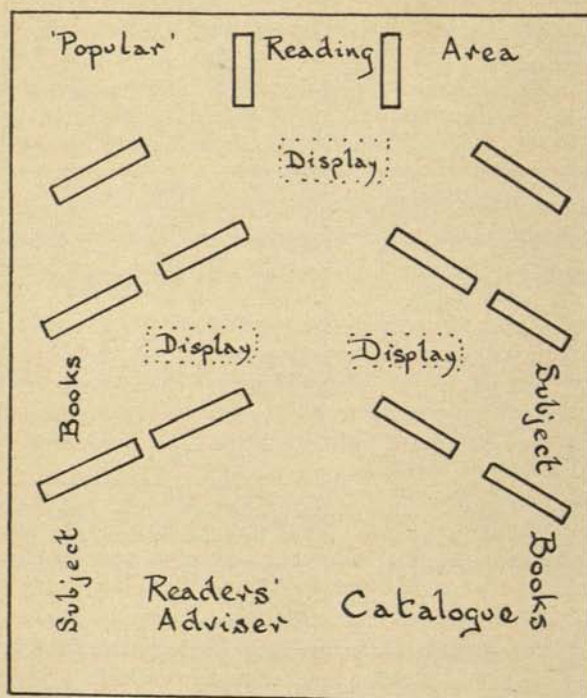 'Popular' Reading Area
Display
Display Display
Subject Books
Subject Books
Readers'
Adviser
Catalogue